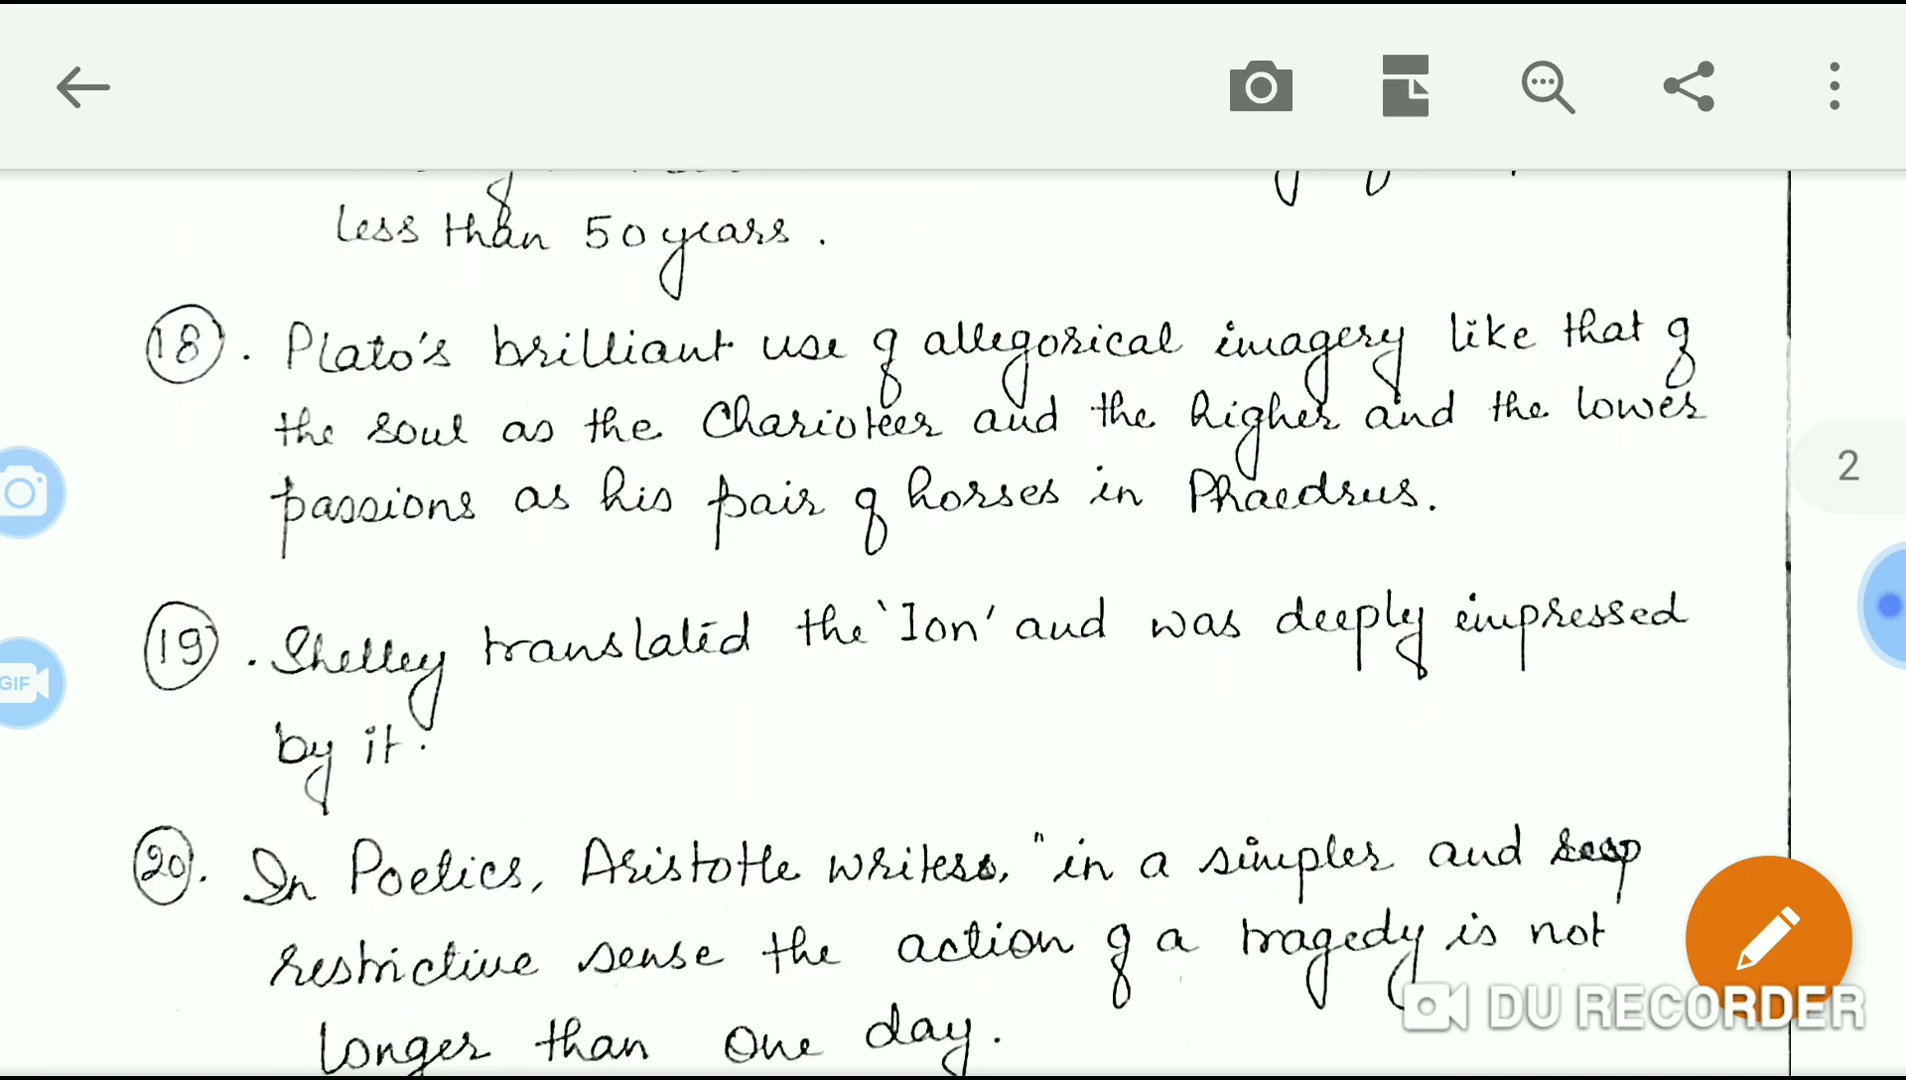 less than 50 years.
18. Plato's brilliant use of allegorical imagery like that of
the soul as the Charioteer and the higher and the lower
passions as his pair of horses in Phaedrus.
2
19. Shelley translated the 'Ion' and was deeply impressed
by it.
GIF
20. In Poetics, Aristotle writes, "in a simpler and
restrictive sense the action of a tragedy is not
longer than one day.
DU RECORDER